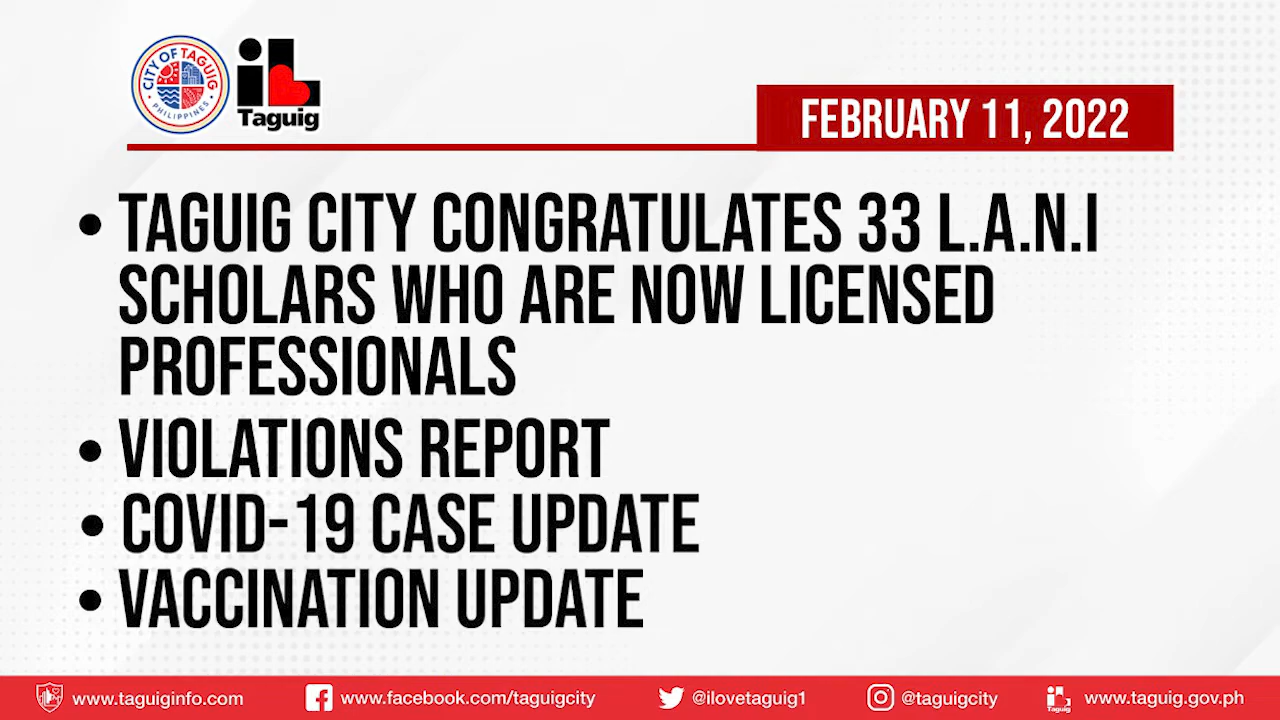 CITY OF TAGUIG
PHILIPPINES
iL
Taguig
FEBRUARY 11, 2022
• TAGUIG CITY CONGRATULATES 33 L.A.N.I
SCHOLARS WHO ARE NOW LICENSED
PROFESSIONALS
• VIOLATIONS REPORT
• COVID-19 CASE UPDATE
• VACCINATION UPDATE
www.taguiginfo.com
www.facebook.com/taguigcity
@ilovetaguig1
@taguigcity
Taguig
www.taguig.gov.ph